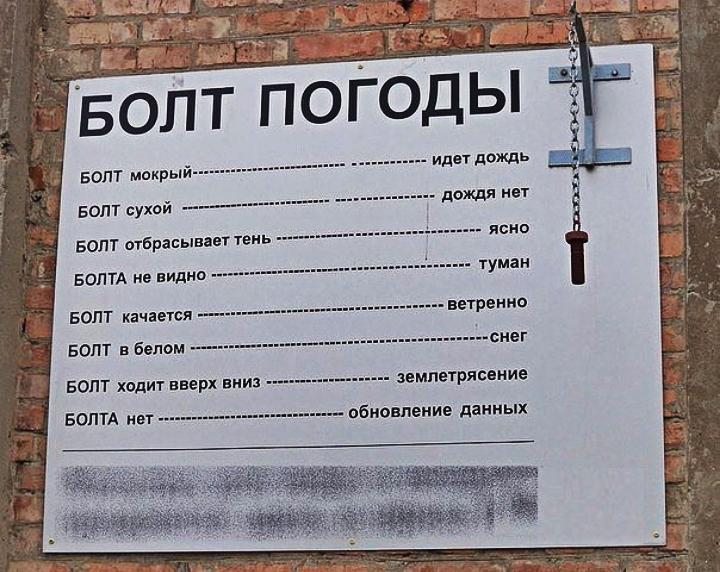 БОЛТ ПОГОДЫ
БОЛТ мокрый---------------------------- -------------- идет дождь
БОЛТ сухой --------------------------- ------------------ дождя нет
БОЛТ отбрасывает тень ------------------------------------- ясно
БОЛТА не видно ----------------------------------------------- туман
БОЛТ качается --------------------------------------------ветренно
БОЛТ в белом ------------------------------------------------------снег
БОЛТ ходит вверх вниз ---------------------- землетрясение
БОЛТА нет --------------------------------- обновление данных